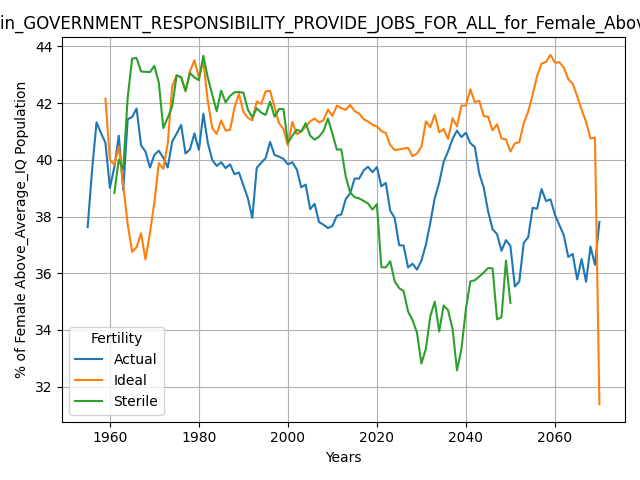 in_GOVERNMENT_RESPONSIBILITY_PROVIDE_JOBS_FOR_ALL_for_Female_Abov
% of Female Above_Average_IQ Population
44
42
40
38
36
34
32
Fertility
Actual
Ideal
Sterile
1960 1980 2000 2020 2040 2060
Years